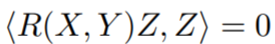 ⟨R(X, Y)Z, Z⟩ = 0